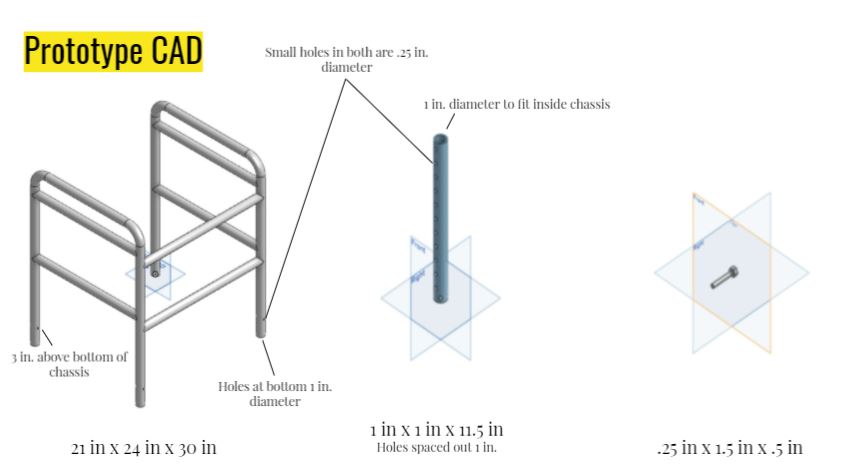 Prototype CAD
Small holes in both are .25 in.
diameter
1 in. diameter to fit inside chassis
3 in. above bottom of
chassis
Holes at bottom 1 in.
diameter
21 in x 24 in x 30 in
1 in x 1 in x 11.5 in
Holes spaced out 1 in.
.25 in x 1.5 in x .5 in